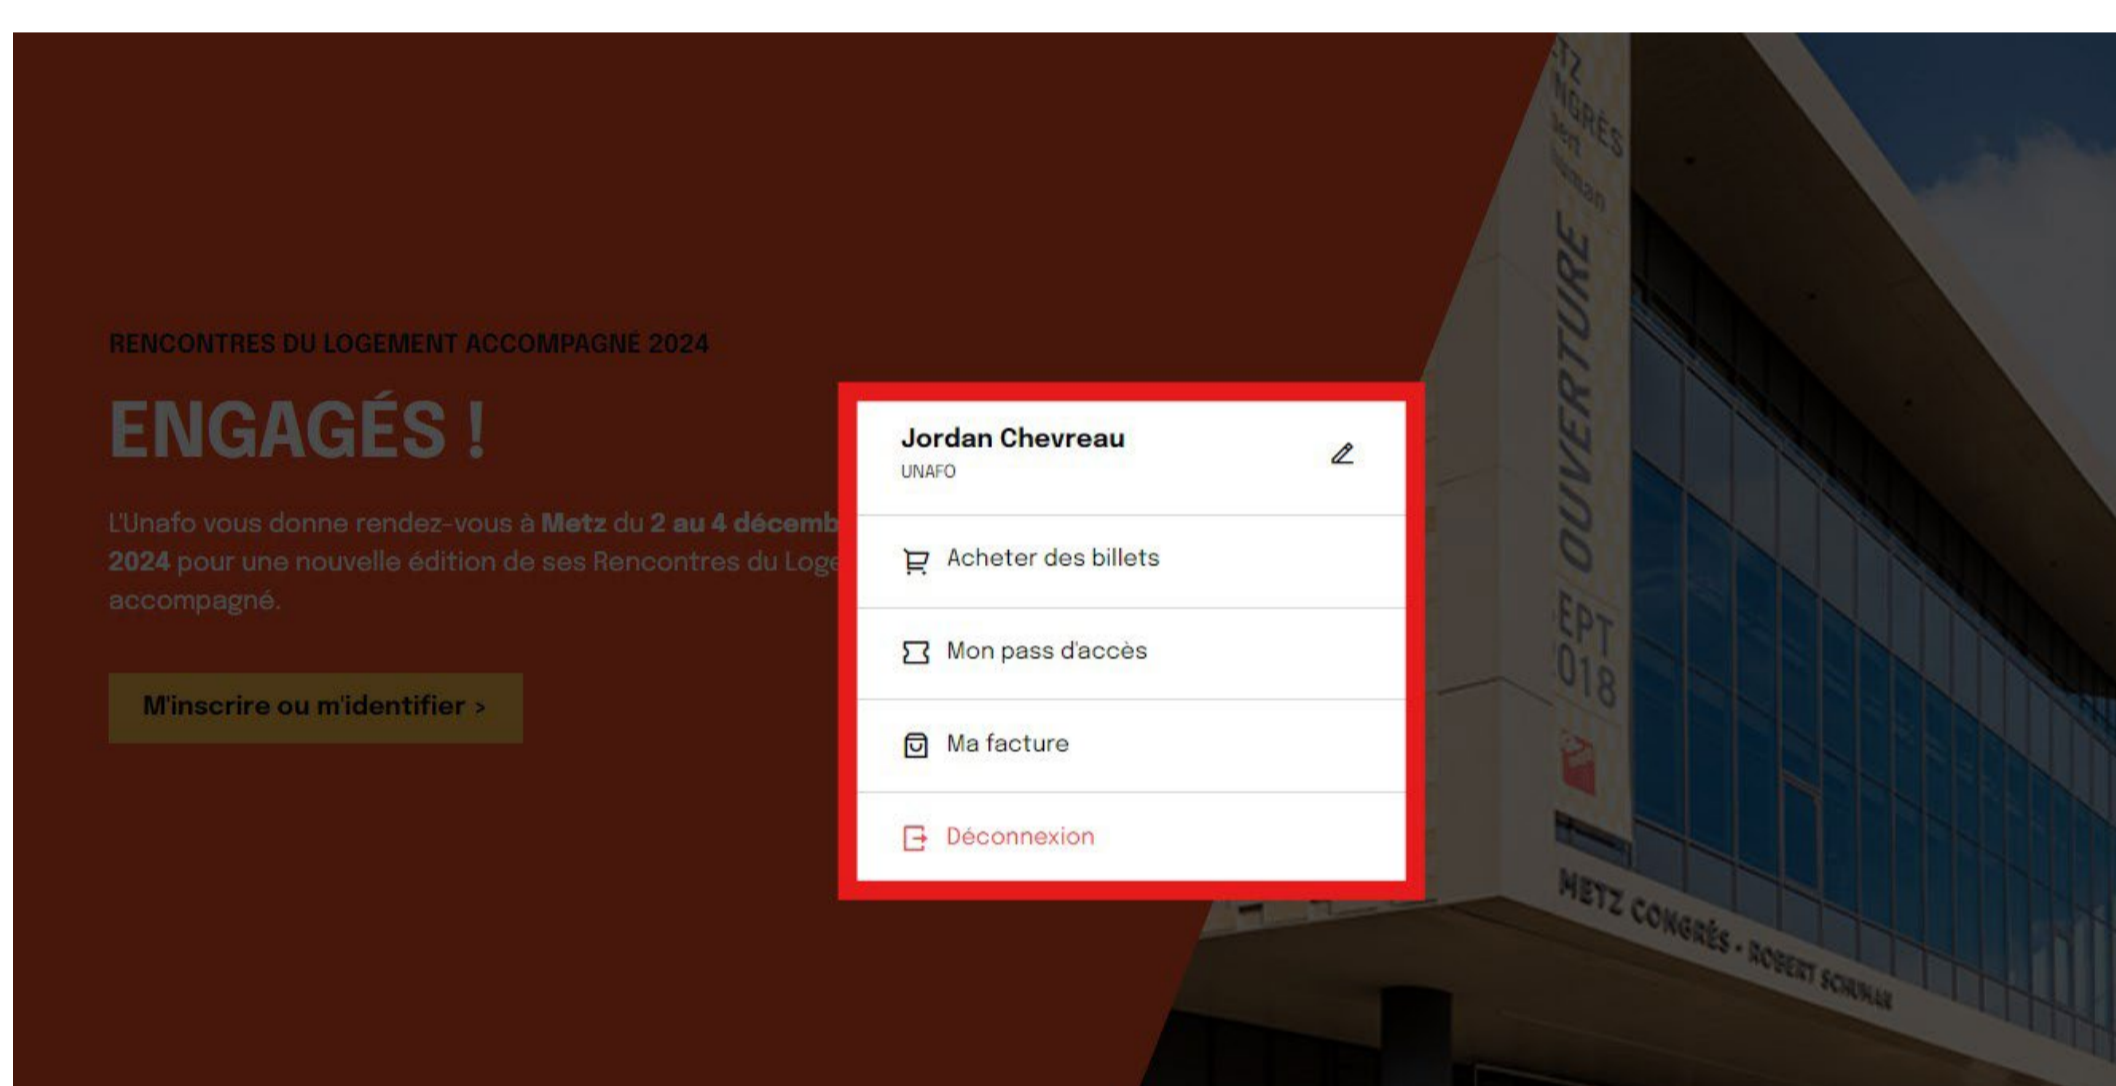 RENCONTRES DU LOGEMENT ACCOMPAGNÉ 2024
ENGAGÉS !
L'Unafo vous donne rendez-vous à Metz du 2 au 4 décemb
2024 pour une nouvelle édition de ses Rencontres du Loge
accompagné.
M'inscrire ou m'identifier >
Jordan Chevreau
UNAFO
Acheter des billets
Mon pass d'accès
Ma facture
Déconnexion
OUVERTURE
METZ CONGRÈS - ROBERT SCHUMAN